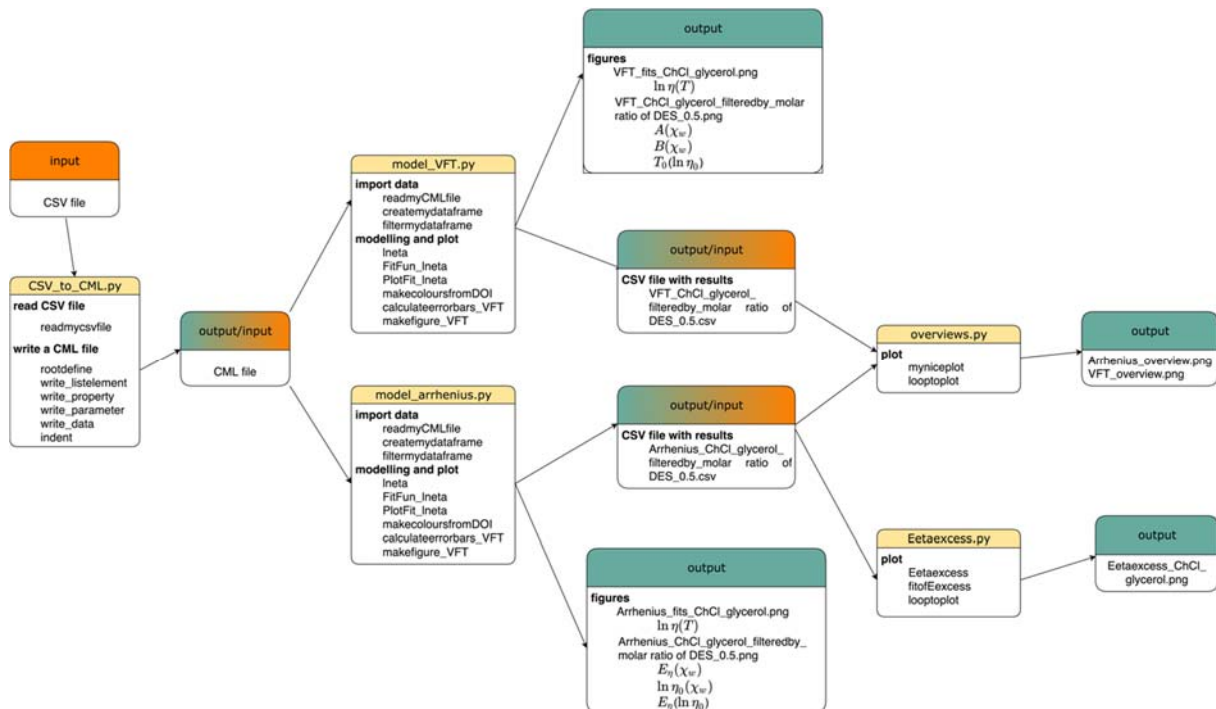 input
CSV file
CSV_to_CML.py
read CSV file
readmycsvfile
write a CML file
rootdefine
write_listelement
write_property
write_parameter
write_data
indent
output/input
CML file
model_VFT.py
import data
readmyCMLfile
createmydataframe
filtermydataframe
modelling and plot
lneta
FitFun_lneta
PlotFit_lneta
makecoloursfromDOI
calculateerrorbars_VFT
makefigure_VFT
model_arrhenius.py
import data
readmyCMLfile
createmydataframe
filtermydataframe
modelling and plot
lneta
FitFun_lneta
PlotFit_lneta
makecoloursfromDOI
calculateerrorbars_VFT
makefigure_VFT
output
figures
VFT_fits_ChCl_glycerol.png
ln η(T)
VFT_ChCl_glycerol_filteredby_molar
ratio of DES_0.5.png
A(χw)
B(χw)
T0(ln η0)
output/input
CSV file with results
VFT_ChCl_glycerol_
filteredby_molar ratio of
DES_0.5.csv
output/input
CSV file with results
Arrhenius_ChCl_glycerol_
filteredby_molar ratio of
DES_0.5.csv
output
figures
Arrhenius_fits_ChCl_glycerol.png
ln η(T)
Arrhenius_ChCl_glycerol_filteredby_
molar ratio of DES_0.5.png
Eη(χw)
ln η0(χw)
Eη(ln η0)
overviews.py
plot
myniceplot
looptoplot
output
Arrhenius_overview.png
VFT_overview.png
Eetaexcess.py
plot
Eetaexcess
fitofEexcess
looptoplot
output
Eetaexcess_ChCl_
glycerol.png